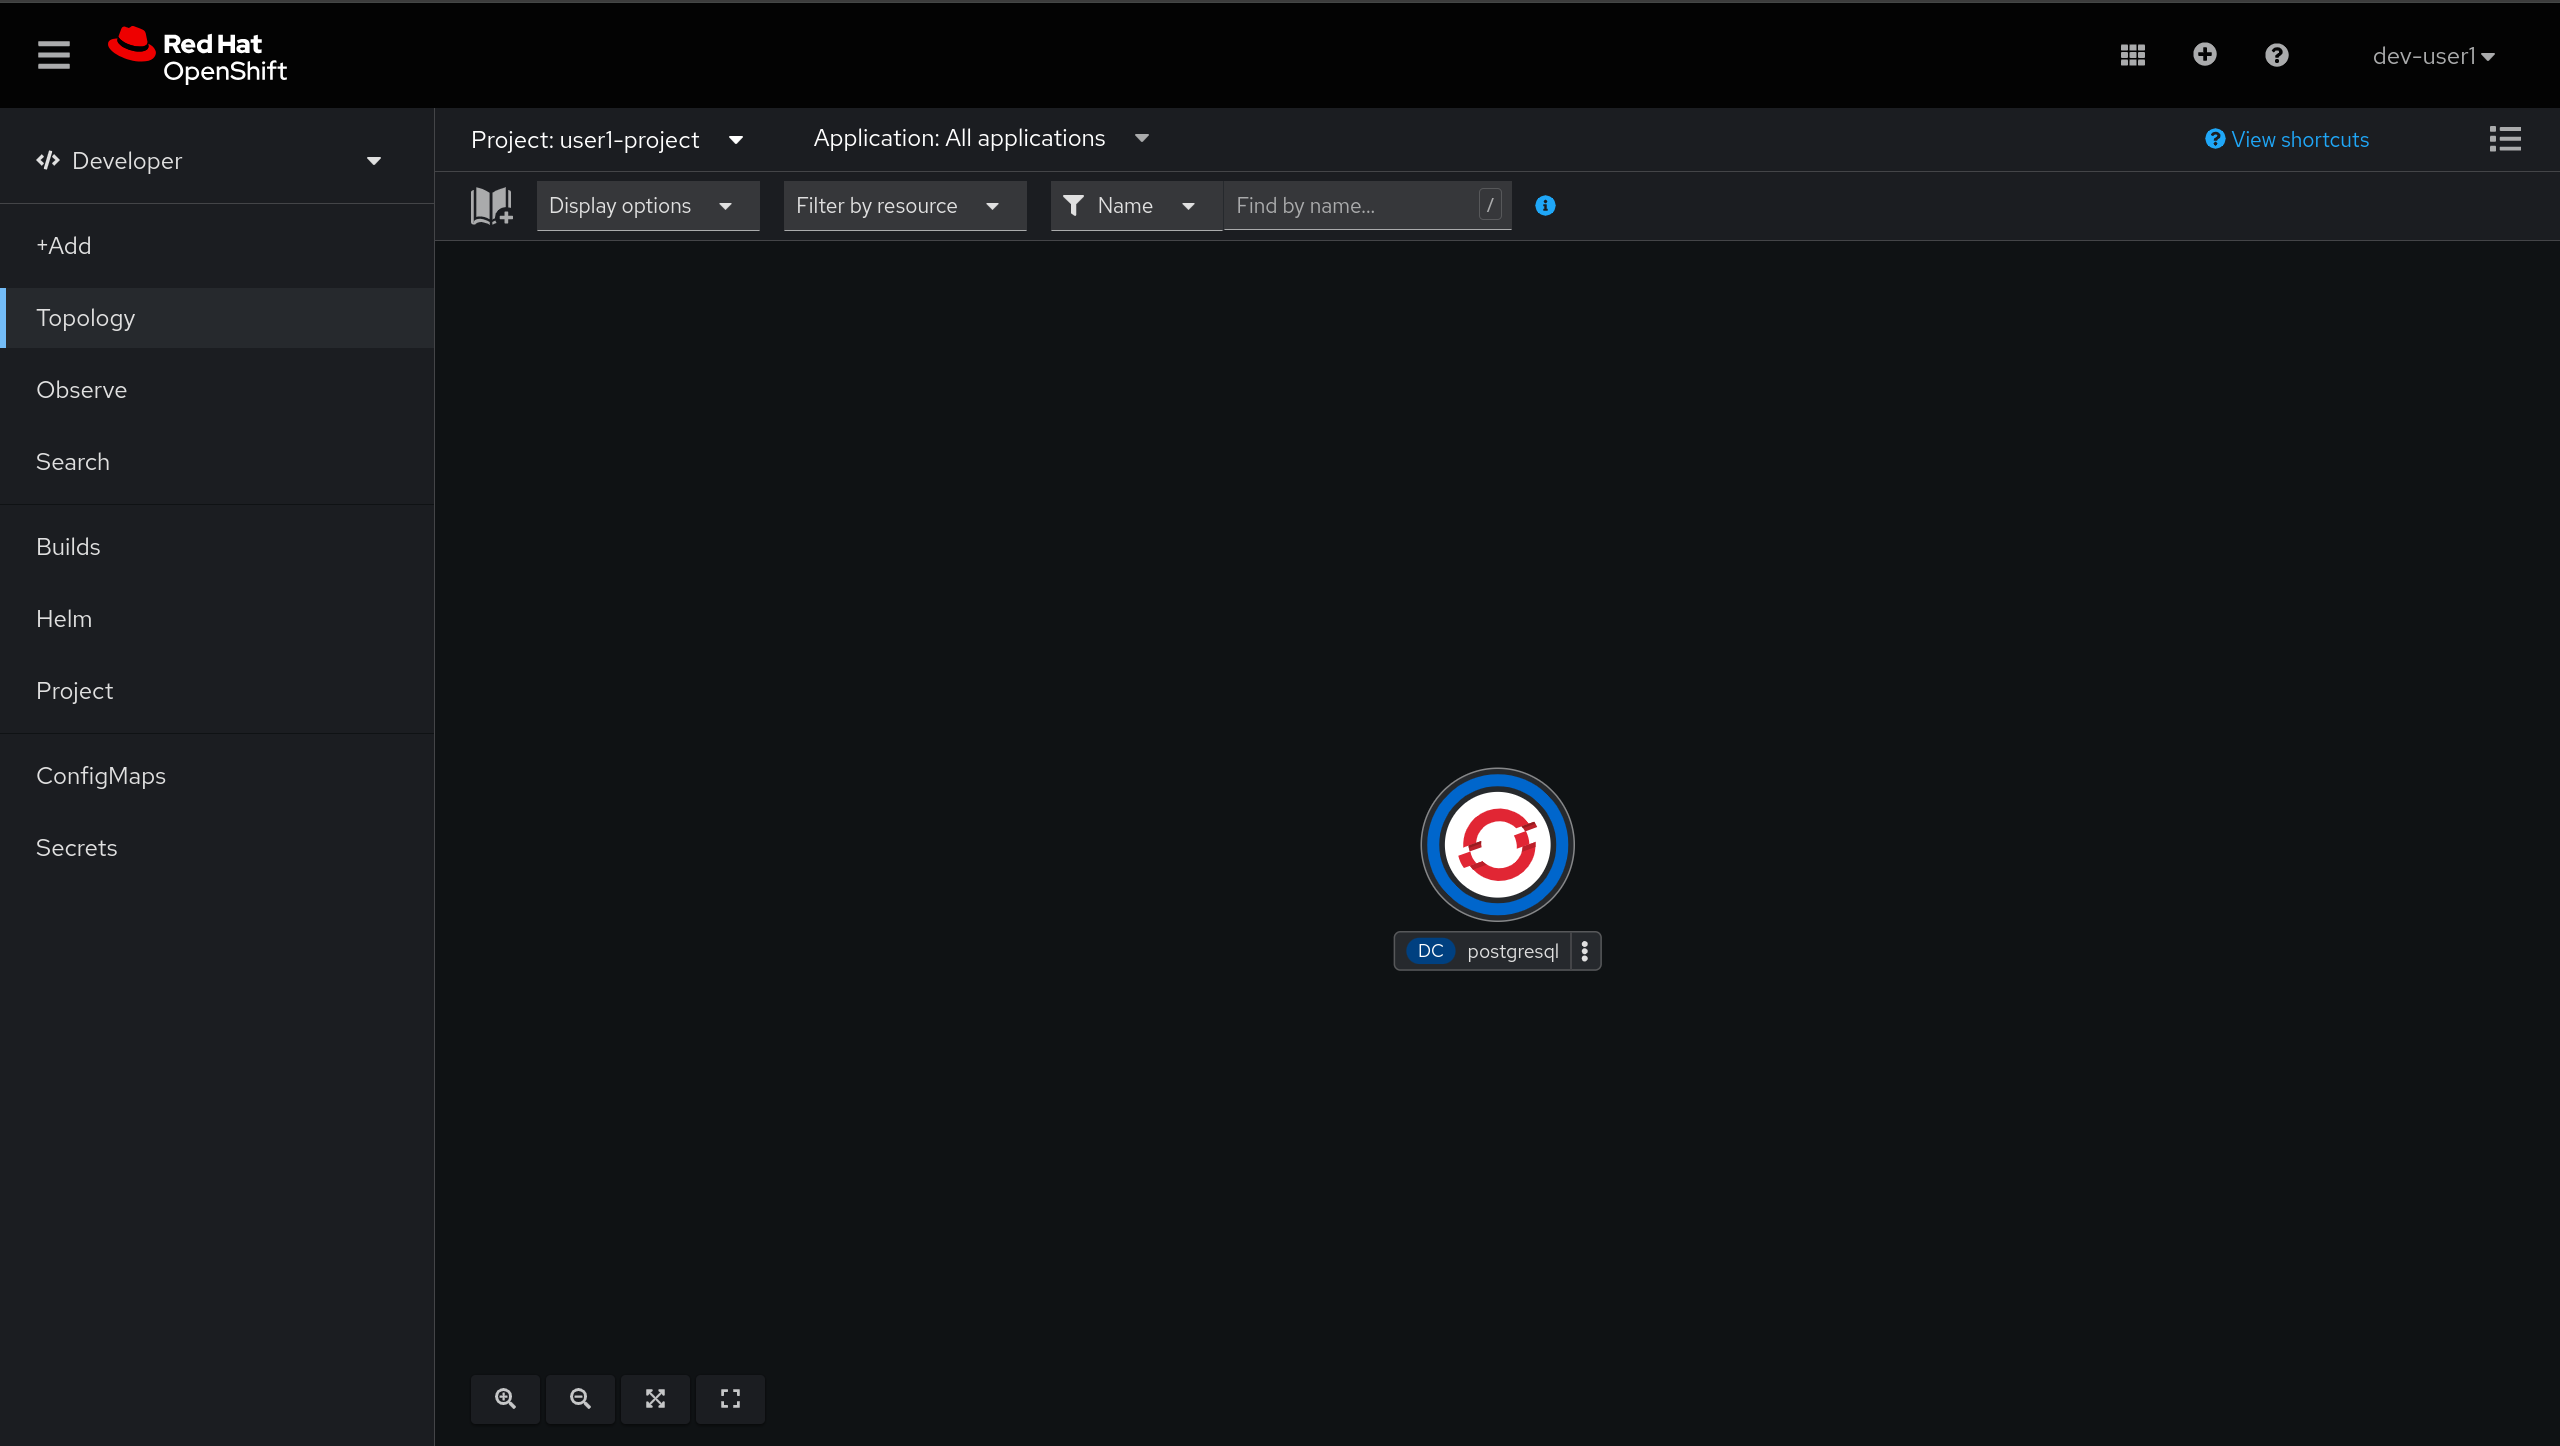 Red Hat
OpenShift
dev-user1
Developer
Project: user1-project
Application: All applications
View shortcuts
Display options
Filter by resource
Name
Find by name...
/
+Add
Topology
Observe
Search
Builds
Helm
Project
ConfigMaps
Secrets
DC postgresql